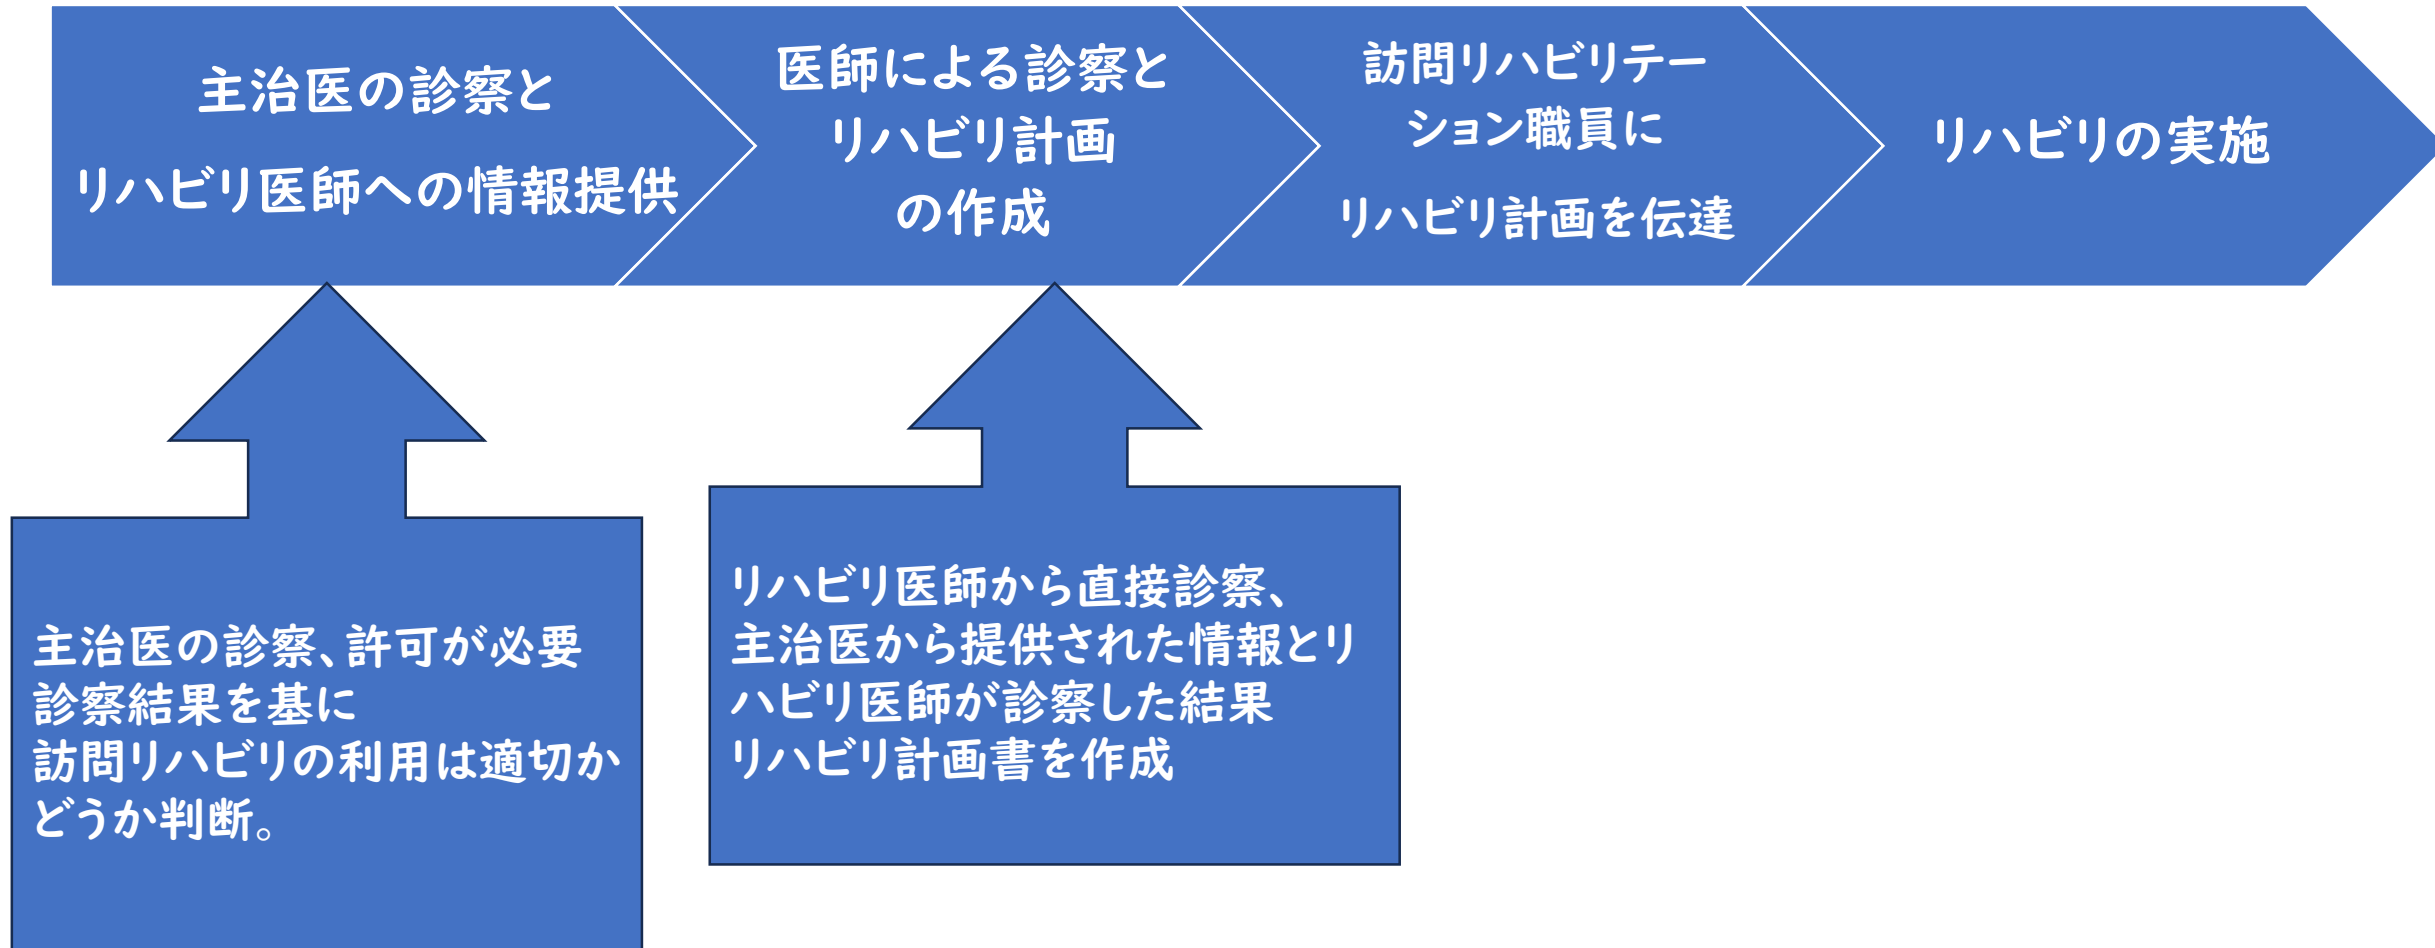 主治医の診察と
リハビリ医師への情報提供
医師による診察と
リハビリ計画
の作成
訪問リハビリテー
ション職員に
リハビリ計画を伝達
リハビリの実施
主治医の診察、許可が必要
診察結果を基に
訪問リハビリの利用は適切か
どうか判断。
リハビリ医師から直接診察、
主治医から提供された情報とリ
ハビリ医師が診察した結果
リハビリ計画書を作成